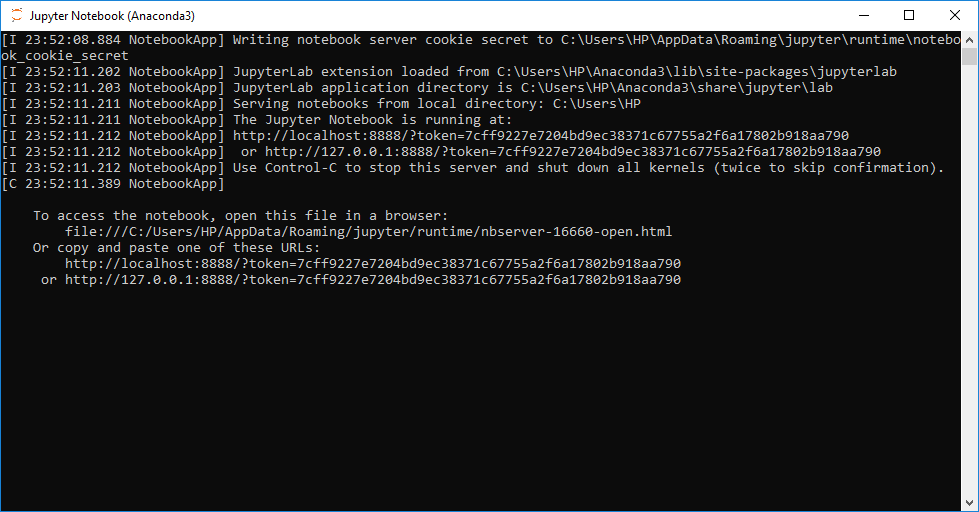 Jupyter Notebook (Anaconda3)
[I 23:52:08.884 NotebookApp] Writing notebook server cookie secret to C:\Users\HP\AppData\Roaming\jupyter\runtime\notebo
ok_cookie_secret
[I 23:52:11.202 NotebookApp] JupyterLab extension loaded from C:\Users\HP\Anaconda3\lib\site-packages\jupyterlab
[I 23:52:11.203 NotebookApp] JupyterLab application directory is C:\Users\HP\Anaconda3\share\jupyter\lab
[I 23:52:11.211 NotebookApp] Serving notebooks from local directory: C:\Users\HP
[I 23:52:11.211 NotebookApp] The Jupyter Notebook is running at:
[I 23:52:11.212 NotebookApp] http://localhost:8888/?token=7cff9227e7204bd9ec38371c67755a2f6a17802b918aa790
[I 23:52:11.212 NotebookApp]  or http://127.0.0.1:8888/?token=7cff9227e7204bd9ec38371c67755a2f6a17802b918aa790
[I 23:52:11.212 NotebookApp] Use Control-C to stop this server and shut down all kernels (twice to skip confirmation).
[C 23:52:11.389 NotebookApp]
To access the notebook, open this file in a browser:
file:///C:/Users/HP/AppData/Roaming/jupyter/runtime/nbserver-16660-open.html
Or copy and paste one of these URLs:
http://localhost:8888/?token=7cff9227e7204bd9ec38371c67755a2f6a17802b918aa790
or http://127.0.0.1:8888/?token=7cff9227e7204bd9ec38371c67755a2f6a17802b918aa790